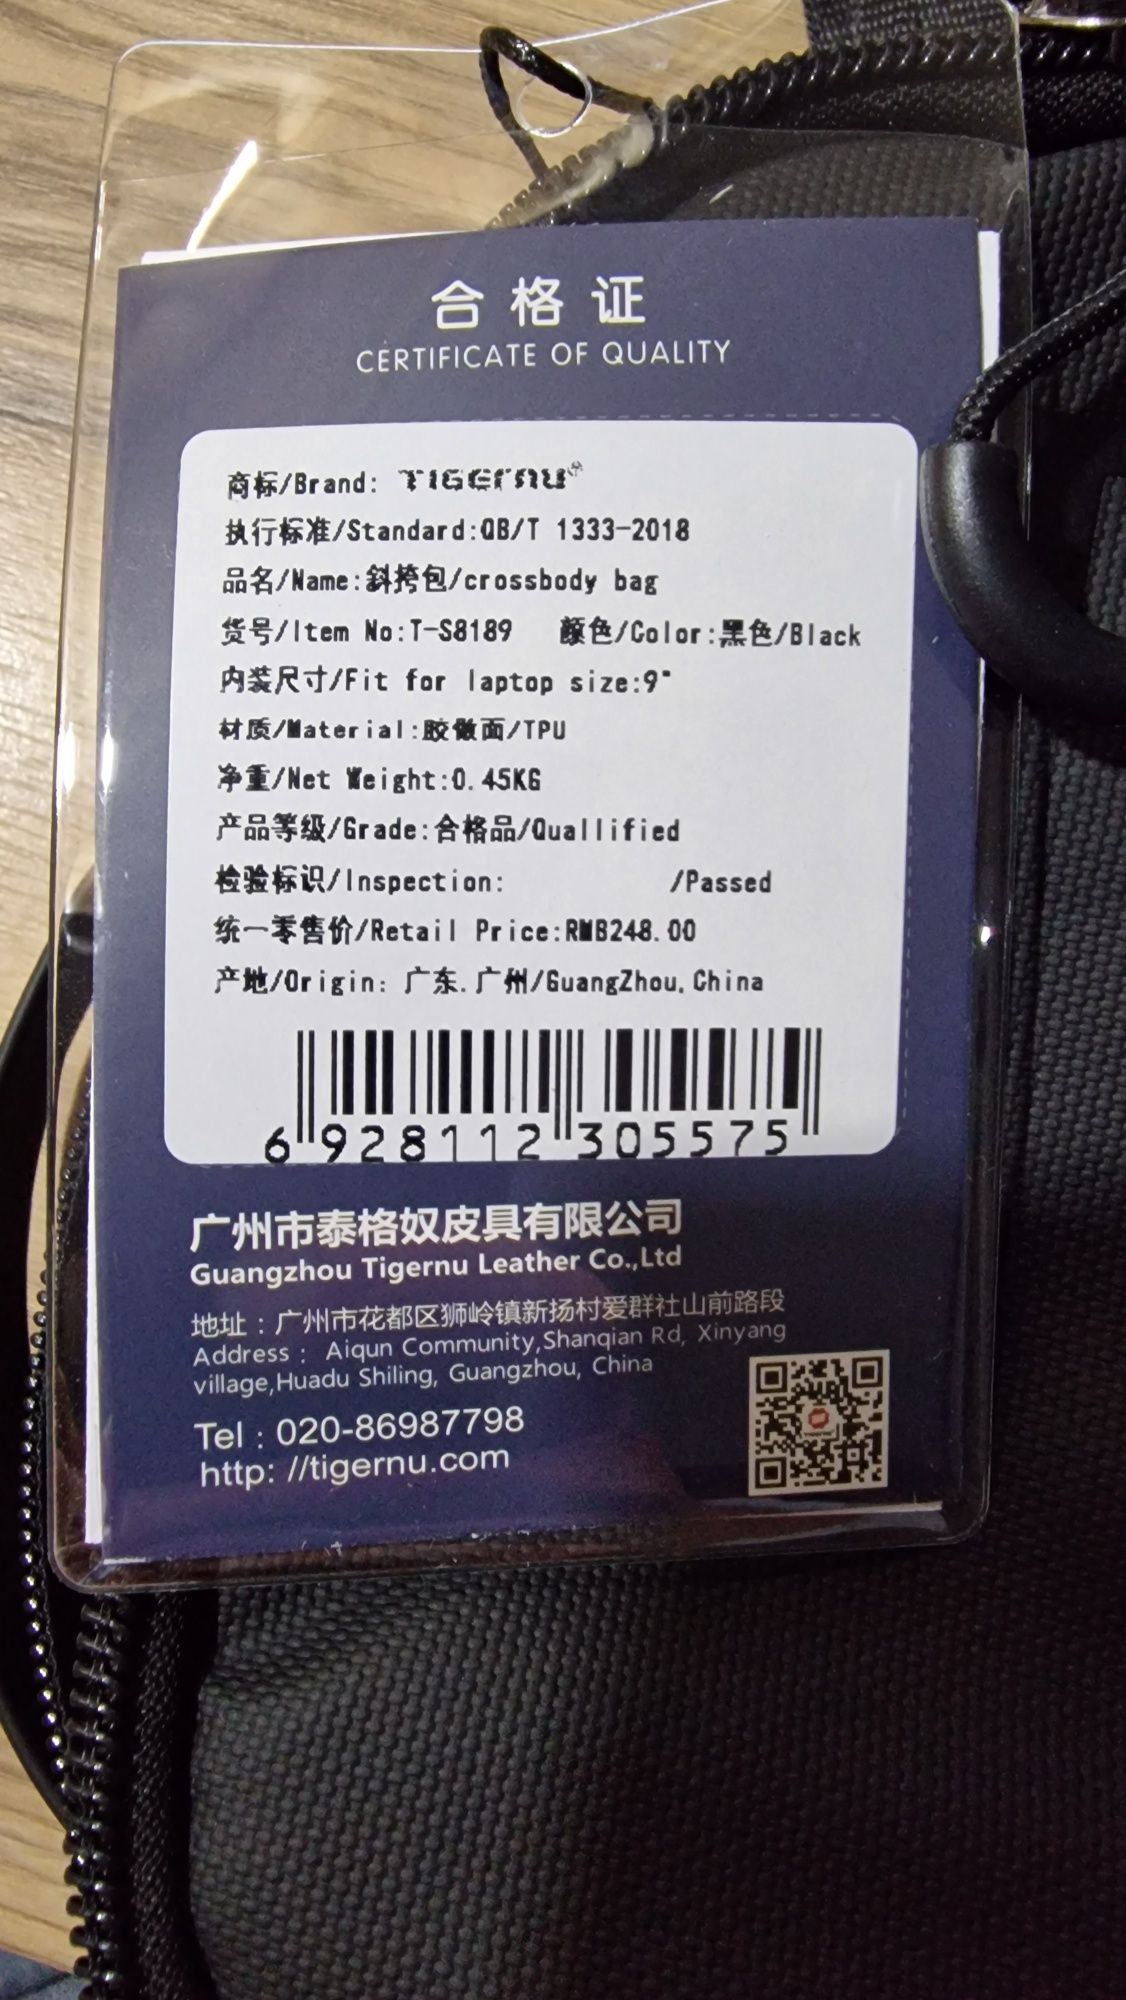 合格证
CERTIFICATE OF QUALITY
商标/Brand: TIGERNU®
执行标准/Standard:QB/T 1333-2018
品名/Name:斜挎包/crossbody bag
货号/Item No:T-S8189 颜色/Color:黑色/Black
内装尺寸/Fit for laptop size:9"
材质/Material:胶做面/TPU
净重/Net Weight:0.45KG
产品等级/Grade:合格品/Quallified
检验标识/Inspection: /Passed
统一零售价/Retail Price:RMB248.00
产地/Origin: 广东.广州/GuangZhou,China
6 928112 305575
广州市泰格奴皮具有限公司
Guangzhou Tigernu Leather Co.,Ltd
地址：广州市花都区狮岭镇新扬村爱群社山前路段
Address： Aiqun Community,Shanqian Rd, Xinyang
village,Huadu Shiling, Guangzhou, China
Tel : 020-86987798
http: //tigernu.com